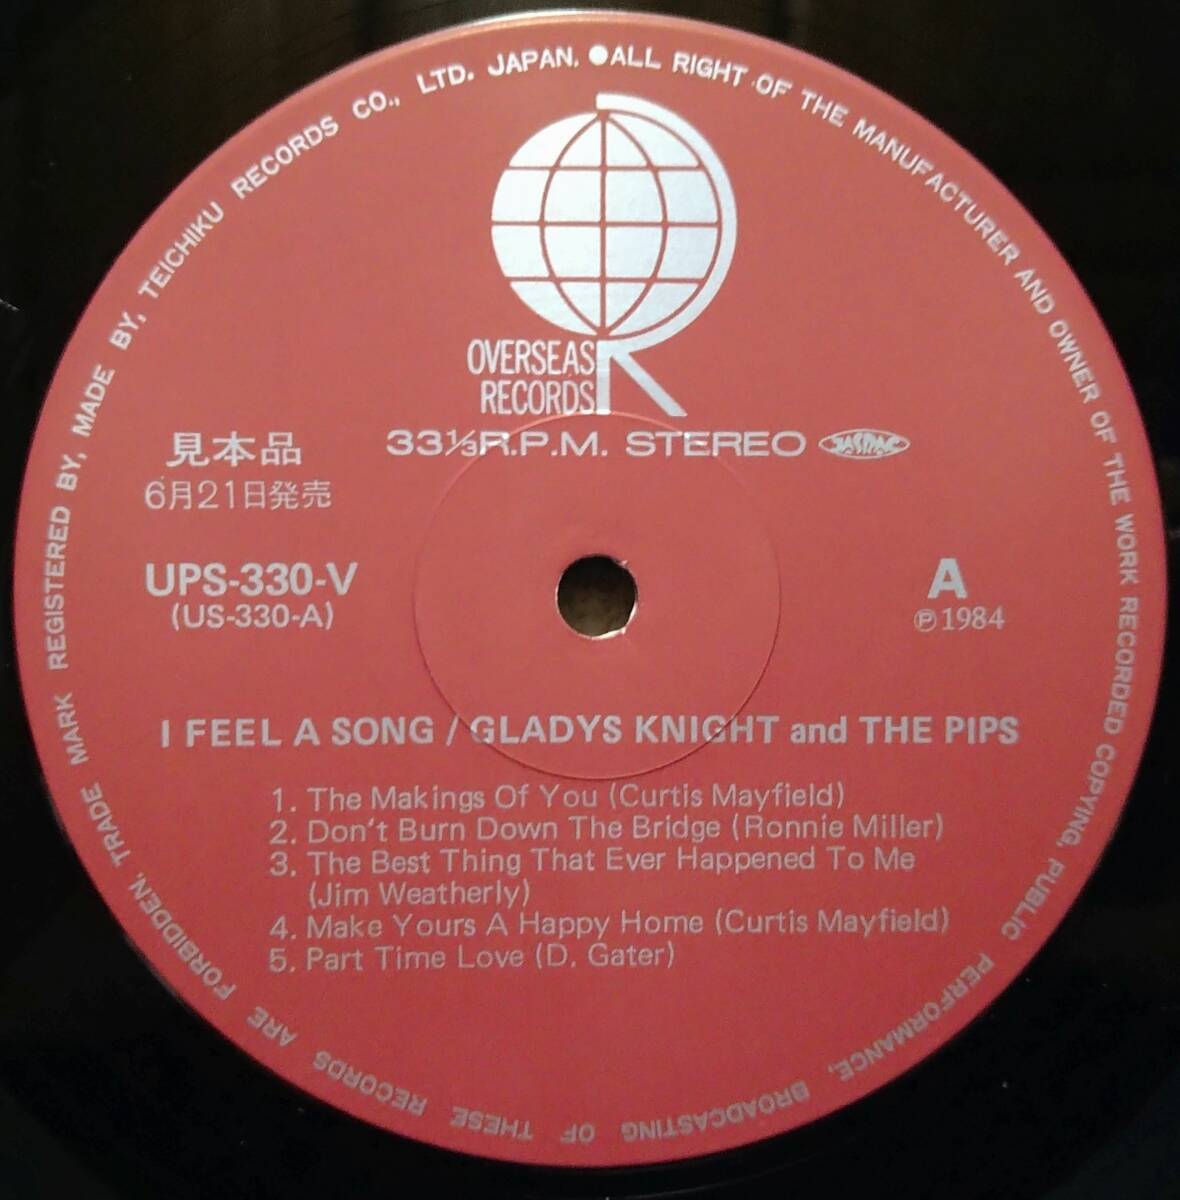 TRADE MARK REGISTERED BY, MADE BY, TEICHIKU RECORDS CO., LTD. JAPAN. ●ALL RIGHT OF THE MANUFACTURER AND OWNER OF THE WORK RECORDED COPYING, PUBLIC PERFORMANCE, BROADCASTING OF THESE RECORDS ARE FORBIDDEN,
OVERSEAS
RECORDS
R
33⅓R.P.M. STEREO JASRAC
見本品
6月21日発売
UPS-330-V
(US-330-A)
A
℗1984
I FEEL A SONG / GLADYS KNIGHT and THE PIPS
1. The Makings Of You (Curtis Mayfield)
2. Don't Burn Down The Bridge (Ronnie Miller)
3. The Best Thing That Ever Happened To Me
(Jim Weatherly)
4. Make Yours A Happy Home (Curtis Mayfield)
5. Part Time Love (D. Gater)